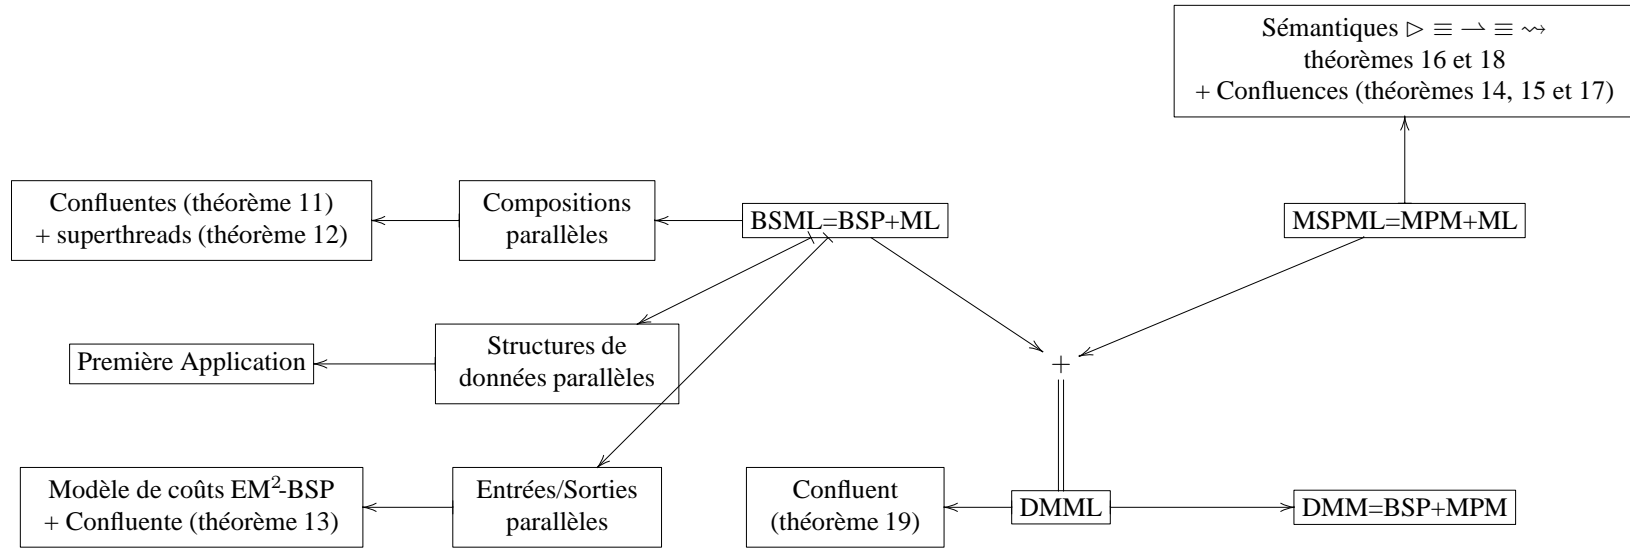 Sémantiques ▷ ≡ ⇀ ≡ ⇝
théorèmes 16 et 18
+ Confluences (théorèmes 14, 15 et 17)
Confluentes (théorème 11)
+ superthreads (théorème 12)
Compositions
parallèles
BSML=BSP+ML
MSPML=MPM+ML
Première Application
Structures de
données parallèles
+
Modèle de coûts EM²-BSP
+ Confluente (théorème 13)
Entrées/Sorties
parallèles
Confluent
(théorème 19)
DMML
DMM=BSP+MPM